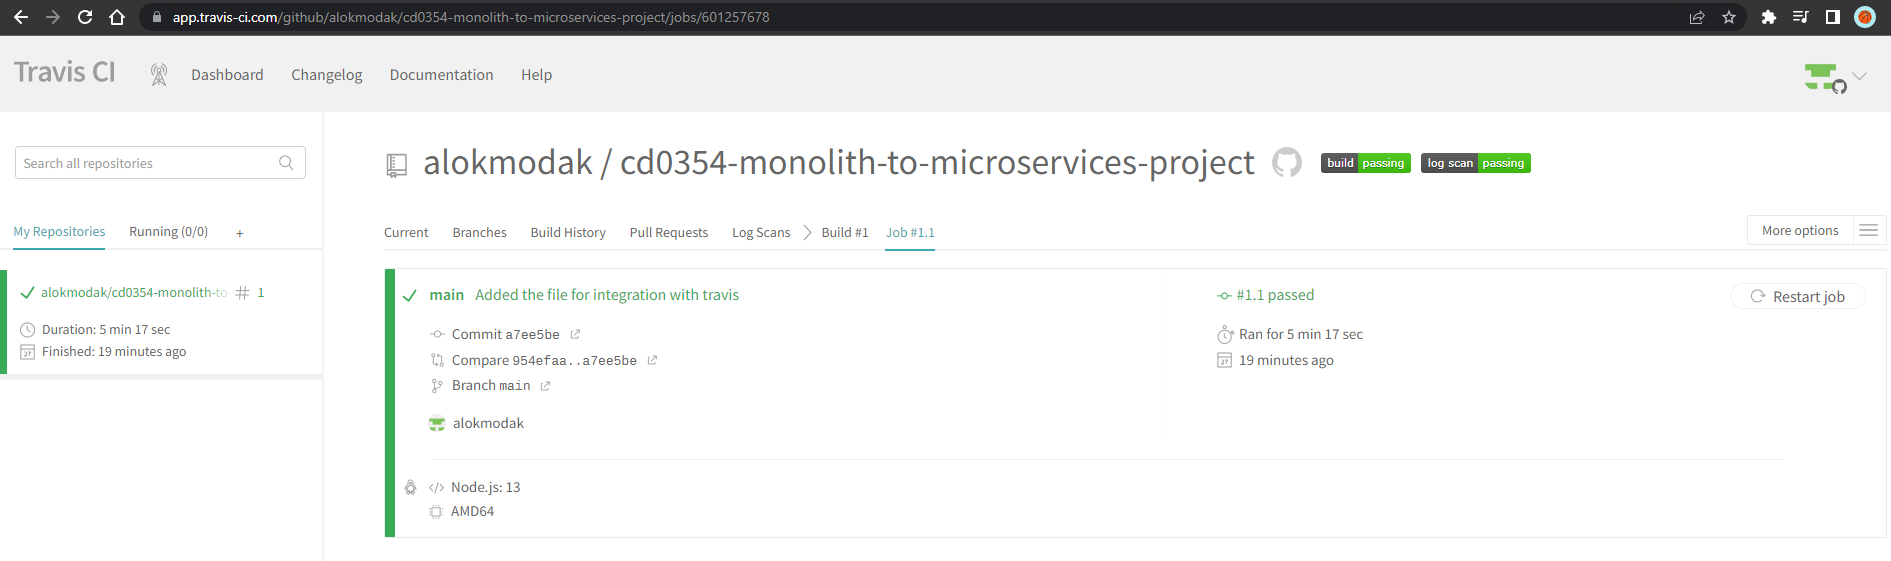 app.travis-ci.com/github/alokmodak/cd0354-monolith-to-microservices-project/jobs/601257678
Travis CI Dashboard Changelog Documentation Help
Search all repositories
alokmodak / cd0354-monolith-to-microservices-project build passing log scan passing
My Repositories Running (0/0) +
Current Branches Build History Pull Requests Log Scans Build #1 Job #1.1 More options
alokmodak/cd0354-monolith-to- # 1
Duration: 5 min 17 sec
Finished: 19 minutes ago
main Added the file for integration with travis #1.1 passed Restart job
Commit a7ee5be Ran for 5 min 17 sec
Compare 954efaa..a7ee5be 19 minutes ago
Branch main
alokmodak
Node.js: 13
AMD64